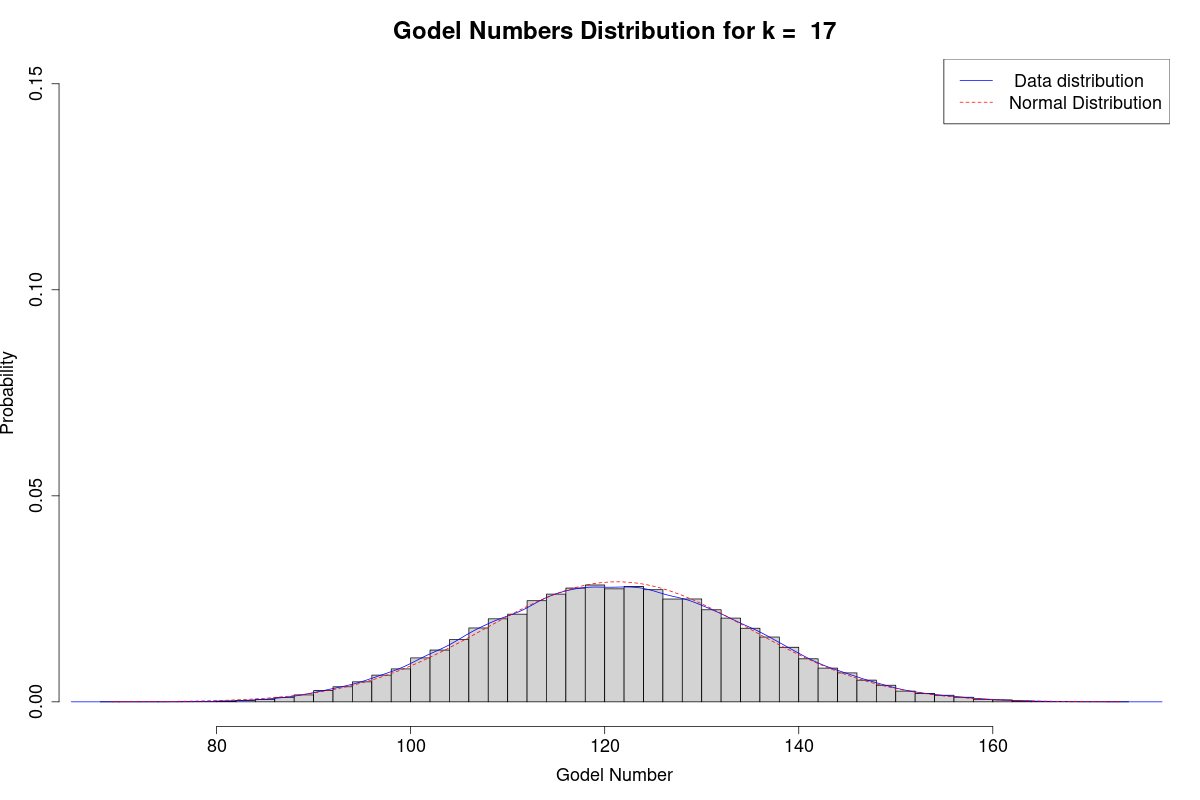 Godel Numbers Distribution for k =  17
Data distribution
Normal Distribution
Probability
0.15
0.10
0.05
0.00
80 100 120 140 160
Godel Number